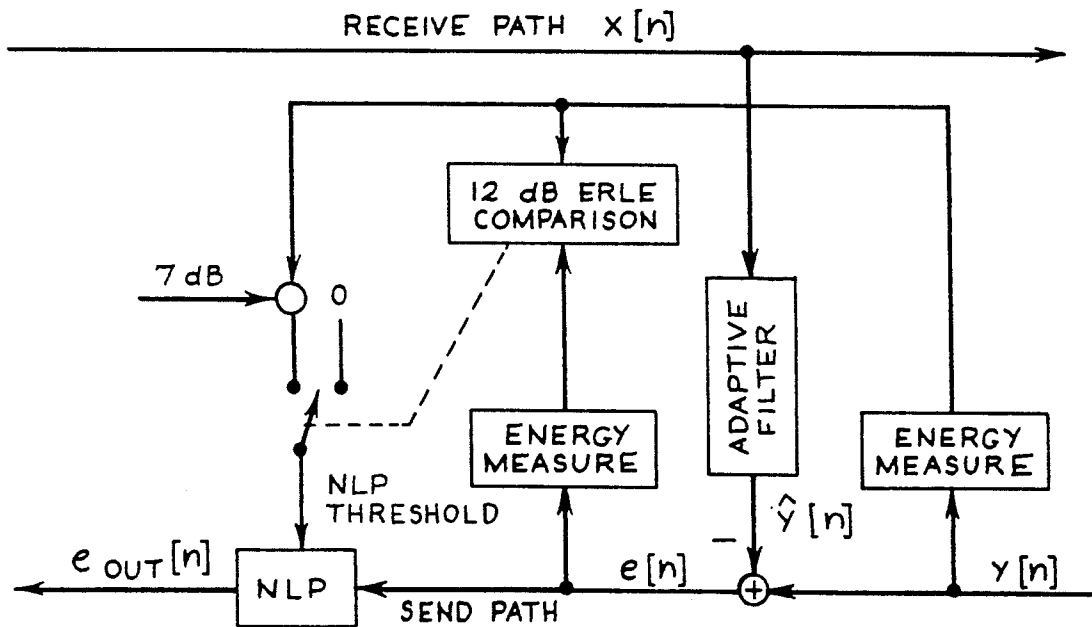 RECEIVE PATH x[n]
12 dB ERLE
COMPARISON
7 dB
0
ADAPTIVE
FILTER
ENERGY
MEASURE
ENERGY
MEASURE
NLP
THRESHOLD
ŷ[n]
−
e OUT[n]
NLP
SEND PATH
e[n]
+
y[n]